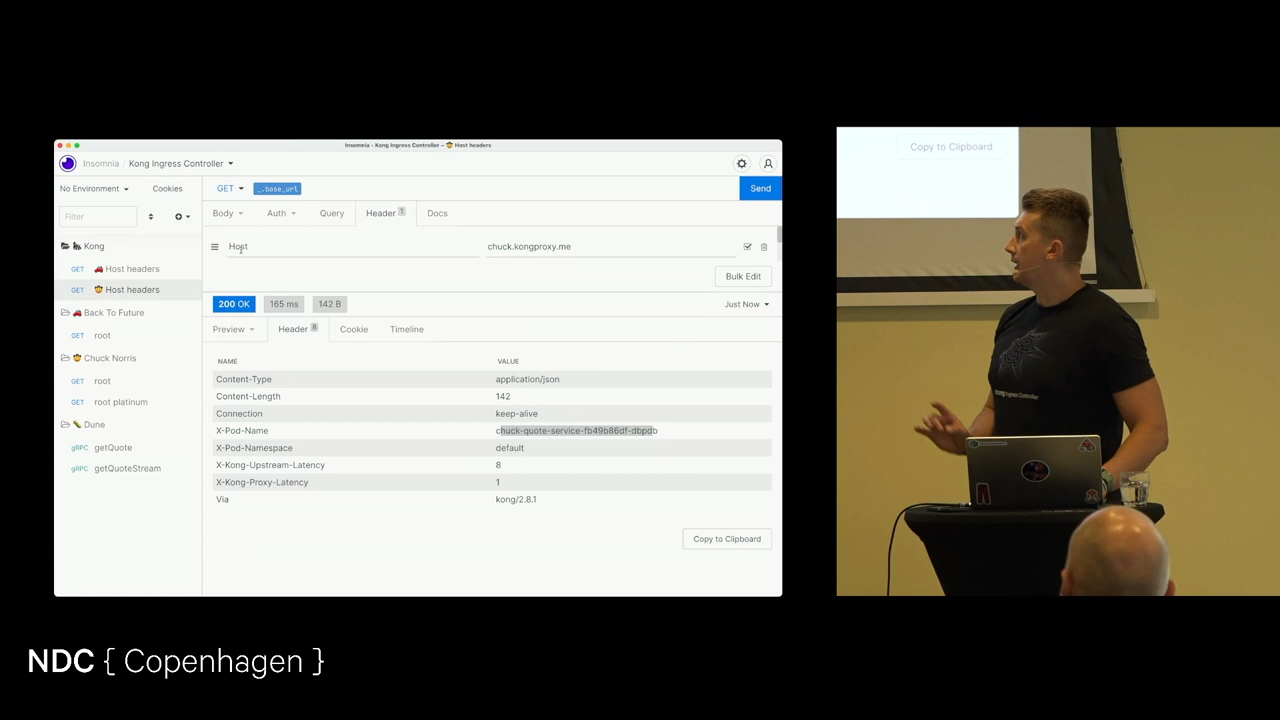 Insomnia - Kong Ingress Controller – 🤠 Host headers
Insomnia / Kong Ingress Controller
No Environment Cookies
GET _.base_url Send
Filter
Body Auth Query Header 1 Docs
Kong
GET 🚗 Host headers
GET 🤠 Host headers
Back To Future
GET root
Chuck Norris
GET root
GET root platinum
Dune
gRPC getQuote
gRPC getQuoteStream
Host chuck.kongproxy.me
Bulk Edit
200 OK 165 ms 142 B Just Now
Preview Header 8 Cookie Timeline
NAME VALUE
Content-Type application/json
Content-Length 142
Connection keep-alive
X-Pod-Name chuck-quote-service-fb49b86df-dbpdb
X-Pod-Namespace default
X-Kong-Upstream-Latency 8
X-Kong-Proxy-Latency 1
Via kong/2.8.1
Copy to Clipboard
Copy to Clipboard
Kong Ingress Controller
NDC { Copenhagen }